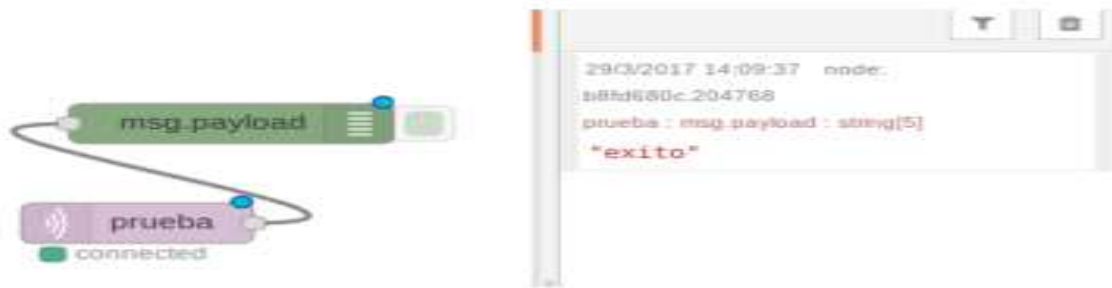 msg.payload
prueba
connected
29/3/2017 14:09:37 node:
b8fd680c.204768
prueba : msg.payload : string[5]
"exito"